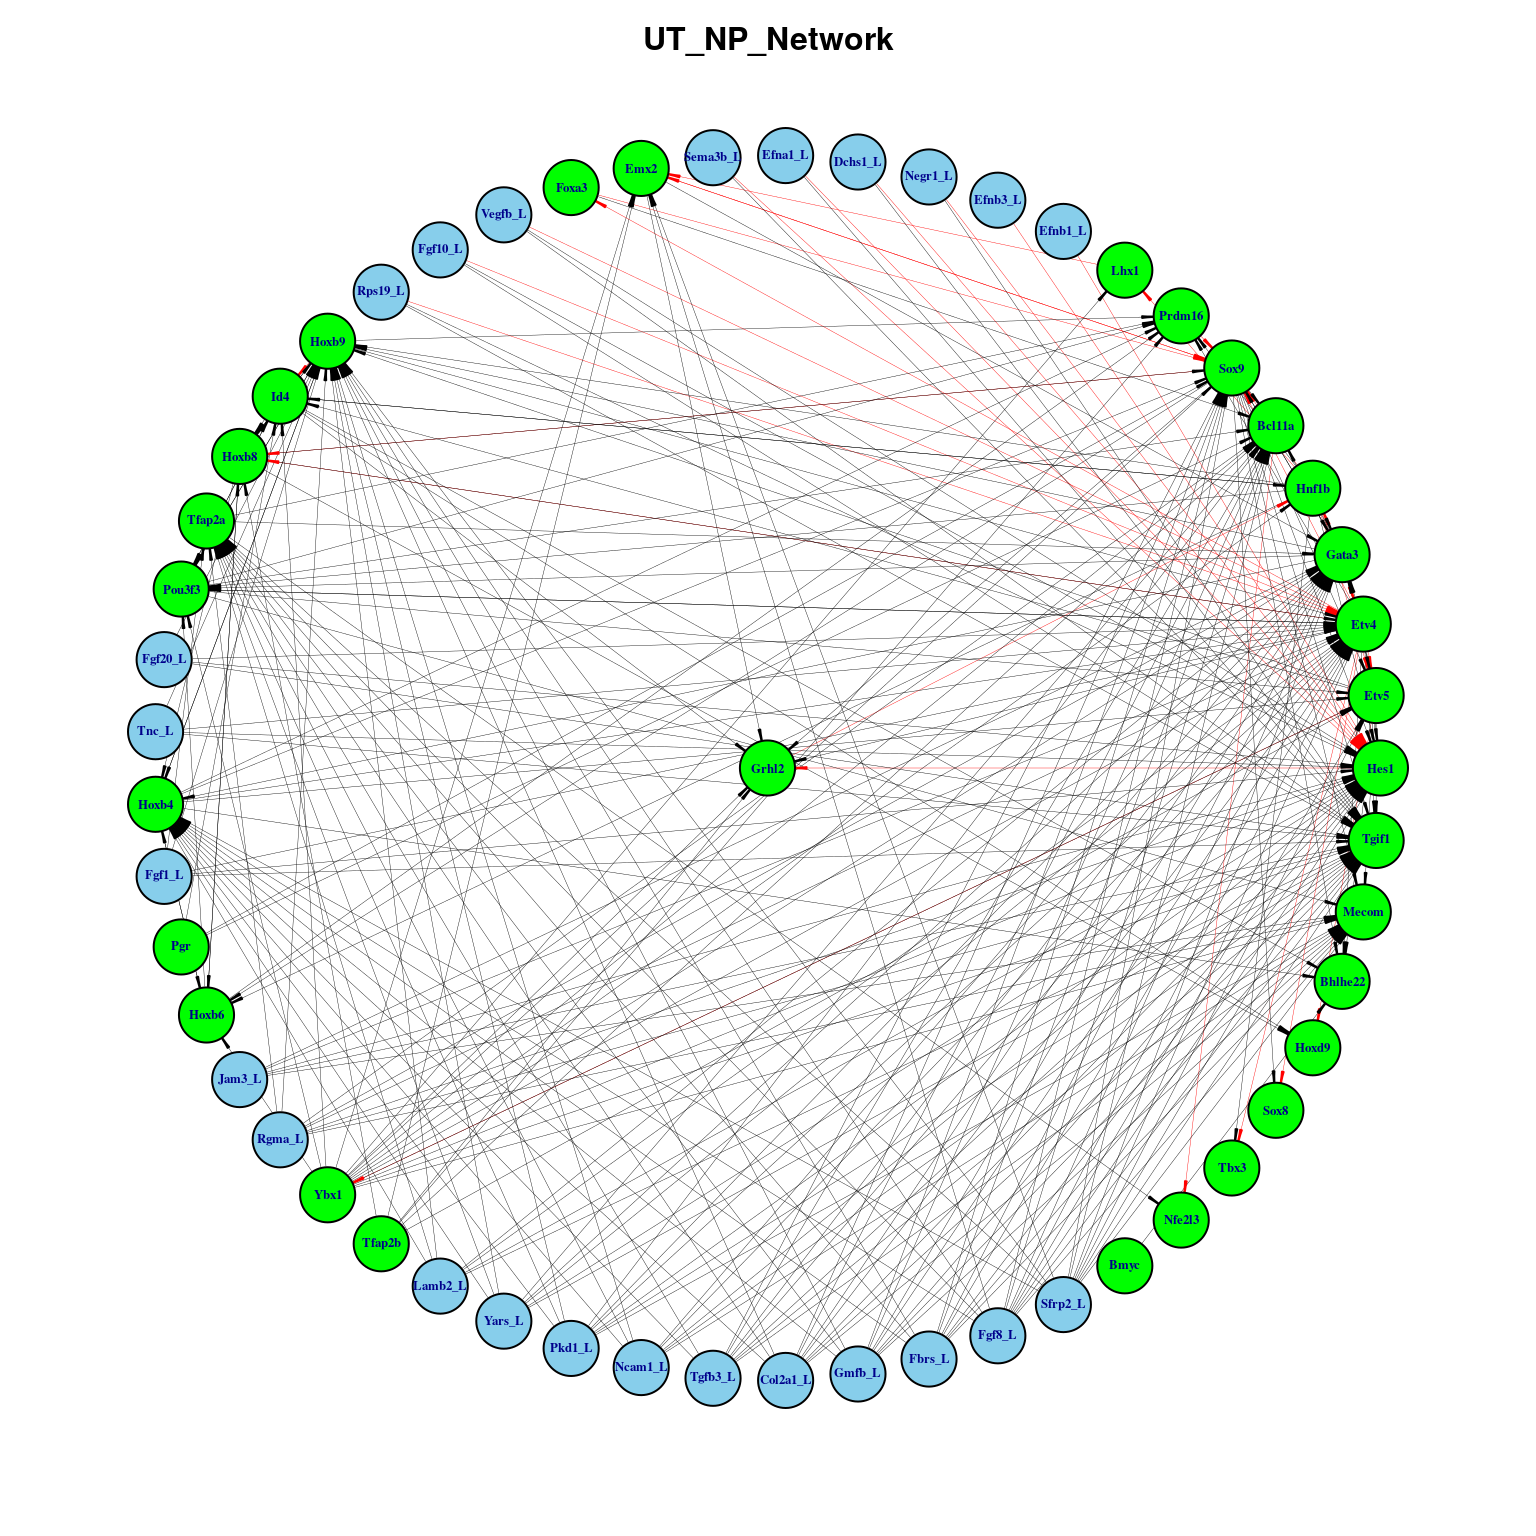 UT_NP_Network
Sema3b_L
Efna1_L
Dchs1_L
Negr1_L
Efnb3_L
Efnb1_L
Lhx1
Prdm16
Sox9
Bcl11a
Hnf1b
Gata3
Etv4
Etv5
Hes1
Tgif1
Mecom
Bhlhe22
Hoxd9
Sox8
Tbx3
Nfe2l3
Bmyc
Sfrp2_L
Fgf8_L
Fbrs_L
Gmfb_L
Col2a1_L
Tgfb3_L
Ncam1_L
Pkd1_L
Yars_L
Lamb2_L
Tfap2b
Ybx1
Rgma_L
Jam3_L
Hoxb6
Pgr
Fgf1_L
Hoxb4
Tnc_L
Fgf20_L
Pou3f3
Tfap2a
Hoxb8
Id4
Hoxb9
Rps19_L
Fgf10_L
Vegfb_L
Foxa3
Emx2
Grhl2